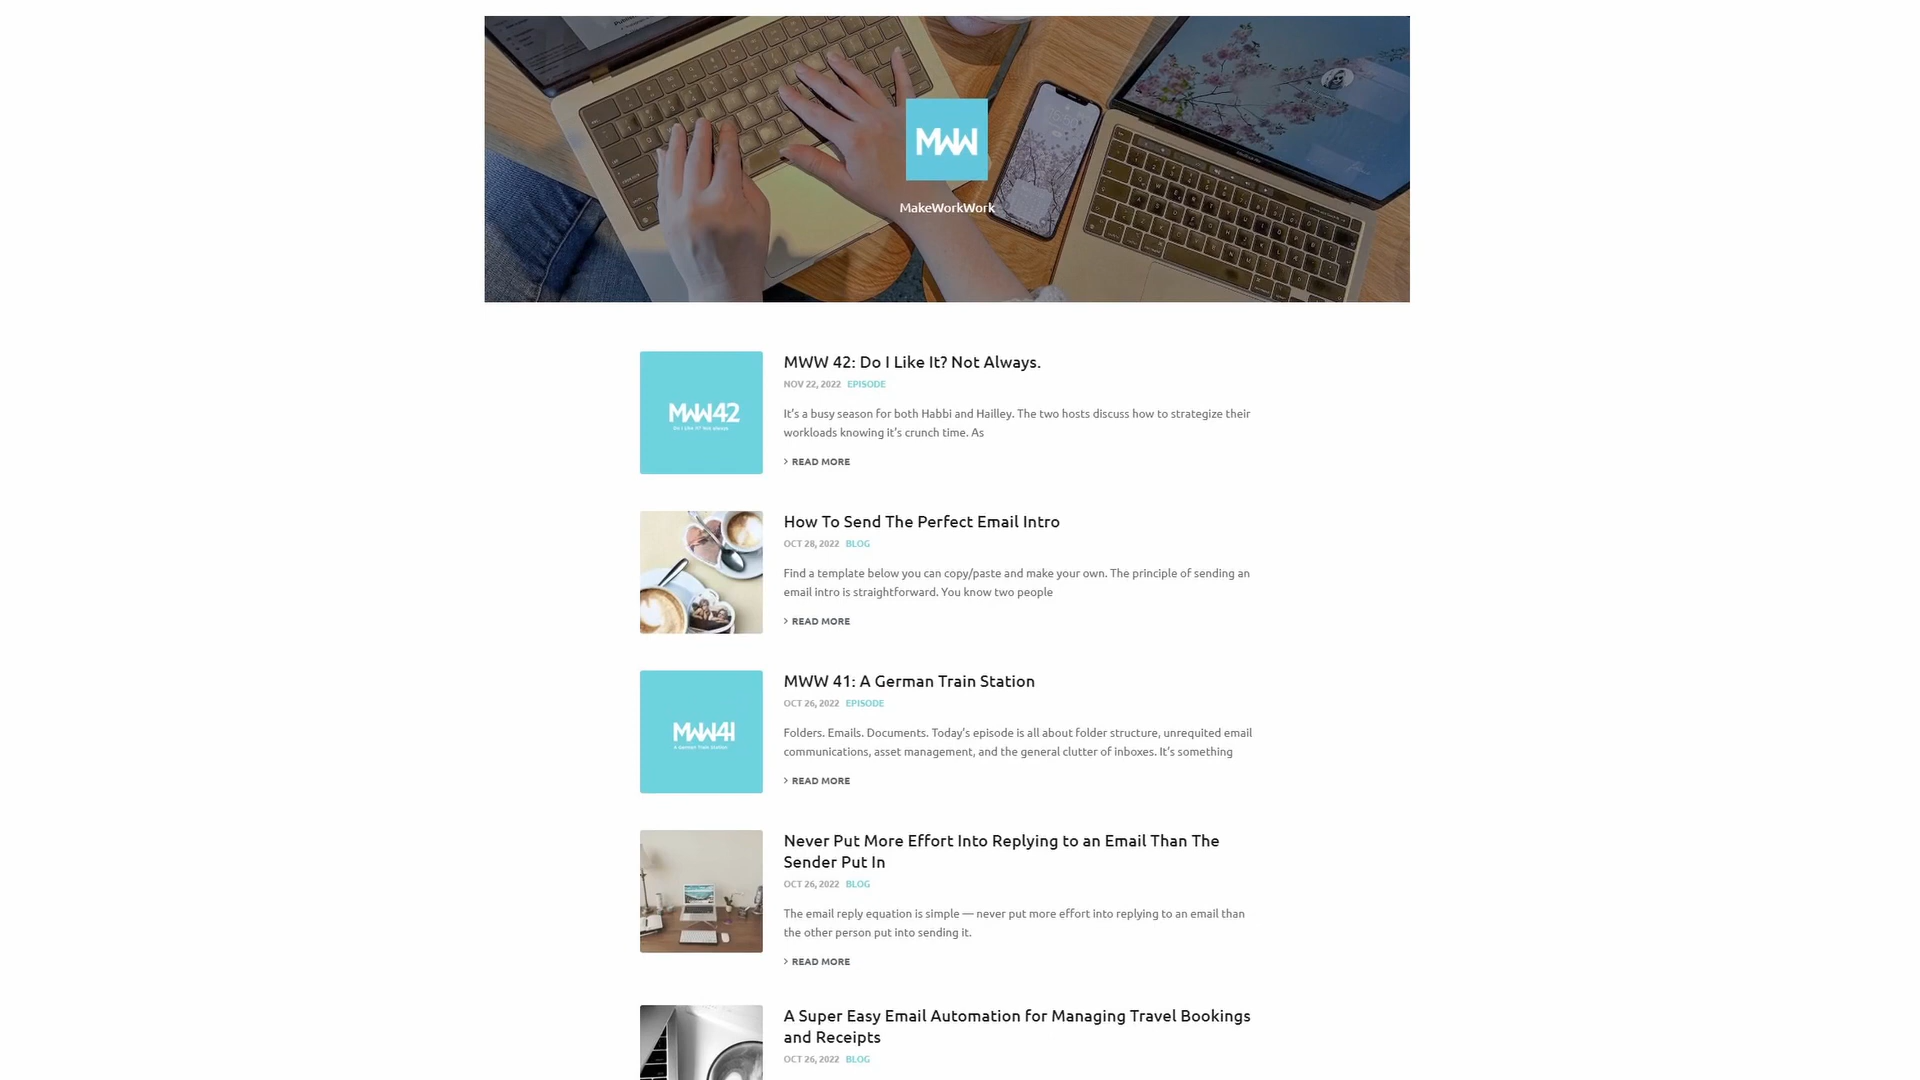 MWW
MakeWorkWork
MWW 42: Do I Like It? Not Always.
NOV 22, 2022 EPISODE
MWW42
Do I Like It? Not Always.
It’s a busy season for both Habbi and Hailley. The two hosts discuss how to strategize their
workloads knowing it’s crunch time. As
> READ MORE
How To Send The Perfect Email Intro
OCT 28, 2022 BLOG
Find a template below you can copy/paste and make your own. The principle of sending an
email intro is straightforward. You know two people
> READ MORE
MWW 41: A German Train Station
OCT 26, 2022 EPISODE
MWW41
A German Train Station
Folders. Emails. Documents. Today’s episode is all about folder structure, unrequited email
communications, asset management, and the general clutter of inboxes. It’s something
> READ MORE
Never Put More Effort Into Replying to an Email Than The
Sender Put In
OCT 26, 2022 BLOG
The email reply equation is simple — never put more effort into replying to an email than
the other person put into sending it.
> READ MORE
A Super Easy Email Automation for Managing Travel Bookings
and Receipts
OCT 26, 2022 BLOG